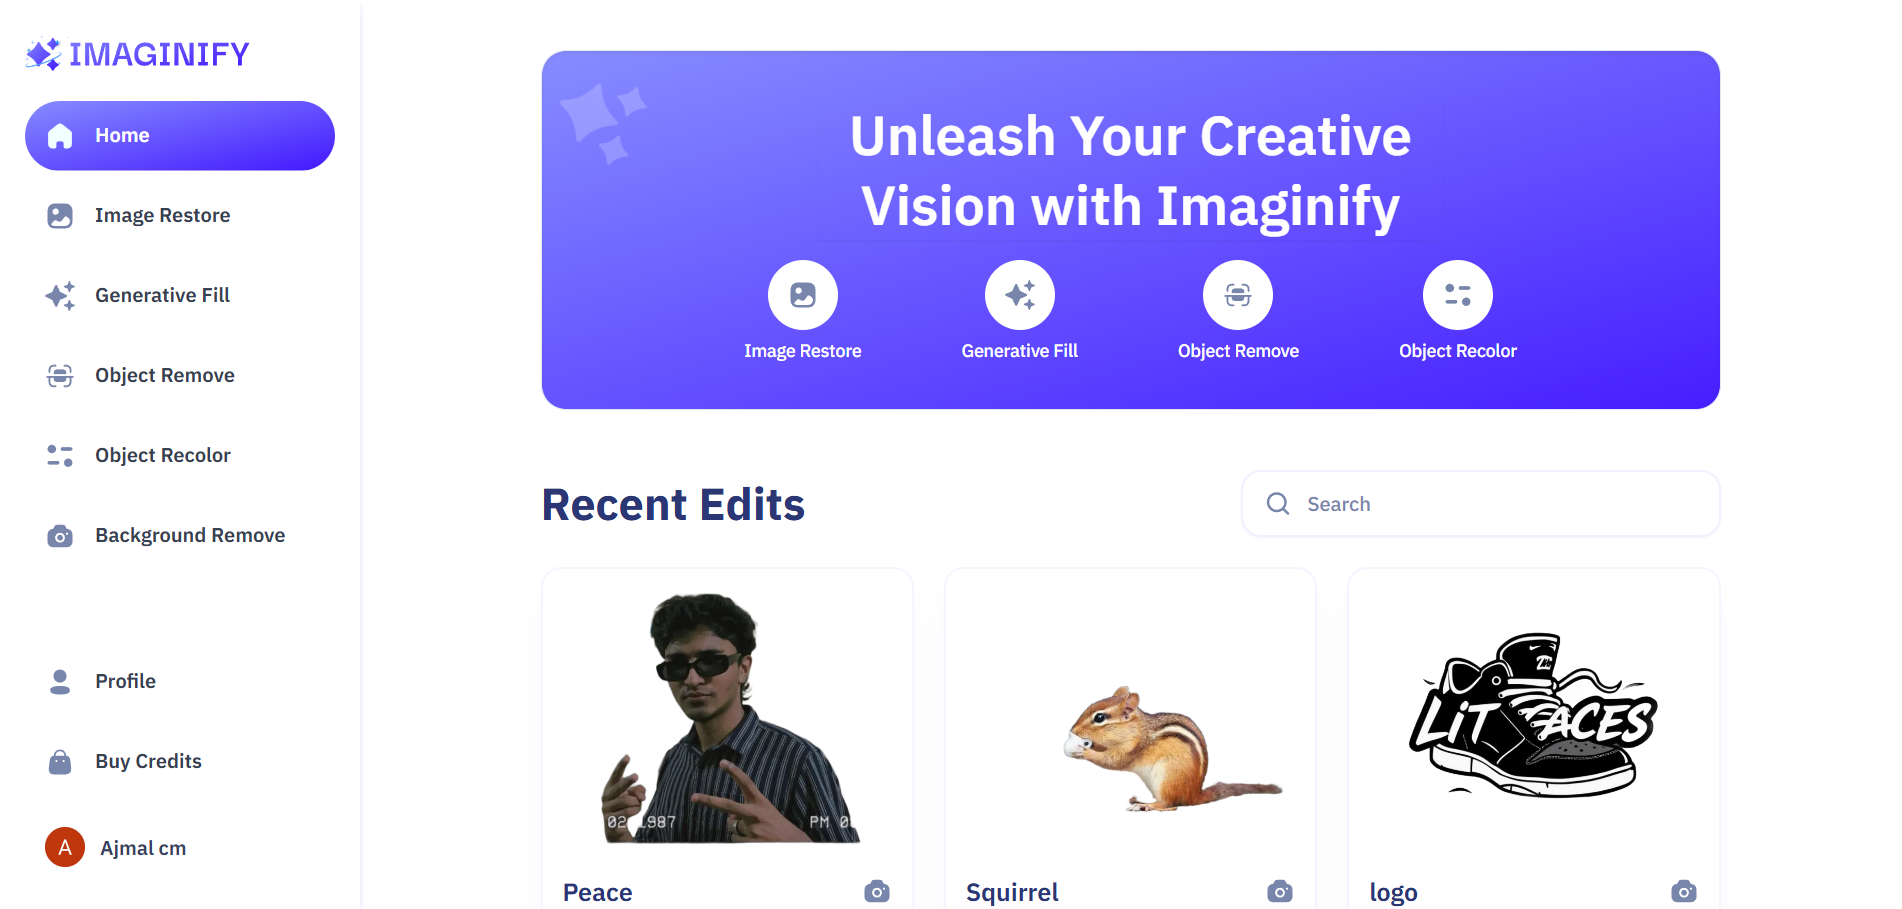 IMAGINIFY
Home
Image Restore
Generative Fill
Object Remove
Object Recolor
Background Remove
Profile
Buy Credits
A
Ajmal cm
Unleash Your Creative
Vision with Imaginify
Image Restore
Generative Fill
Object Remove
Object Recolor
Recent Edits
Search
02 1987
PM 0
LiT
ACES
Peace
Squirrel
logo